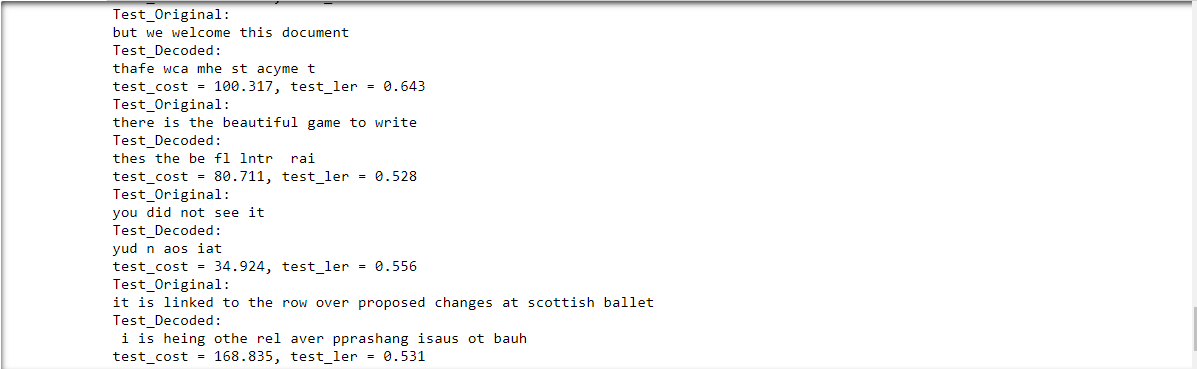 Test_Original:
but we welcome this document
Test_Decoded:
thafe wca mhe st acyme t
test_cost = 100.317, test_ler = 0.643
Test_Original:
there is the beautiful game to write
Test_Decoded:
thes the be fl lntr  rai
test_cost = 80.711, test_ler = 0.528
Test_Original:
you did not see it
Test_Decoded:
yud n aos iat
test_cost = 34.924, test_ler = 0.556
Test_Original:
it is linked to the row over proposed changes at scottish ballet
Test_Decoded:
 i is heing othe rel aver pprashang isaus ot bauh
test_cost = 168.835, test_ler = 0.531